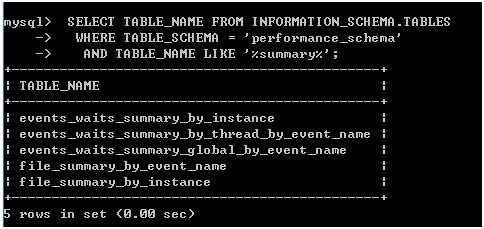 mysql>  SELECT TABLE_NAME FROM INFORMATION_SCHEMA.TABLES
    ->  WHERE TABLE_SCHEMA = 'performance_schema'
    ->   AND TABLE_NAME LIKE '%summary%';
+----------------------------------------------+
| TABLE_NAME                                   |
+----------------------------------------------+
| events_waits_summary_by_instance             |
| events_waits_summary_by_thread_by_event_name |
| events_waits_summary_global_by_event_name    |
| file_summary_by_event_name                   |
| file_summary_by_instance                     |
+----------------------------------------------+
5 rows in set (0.00 sec)